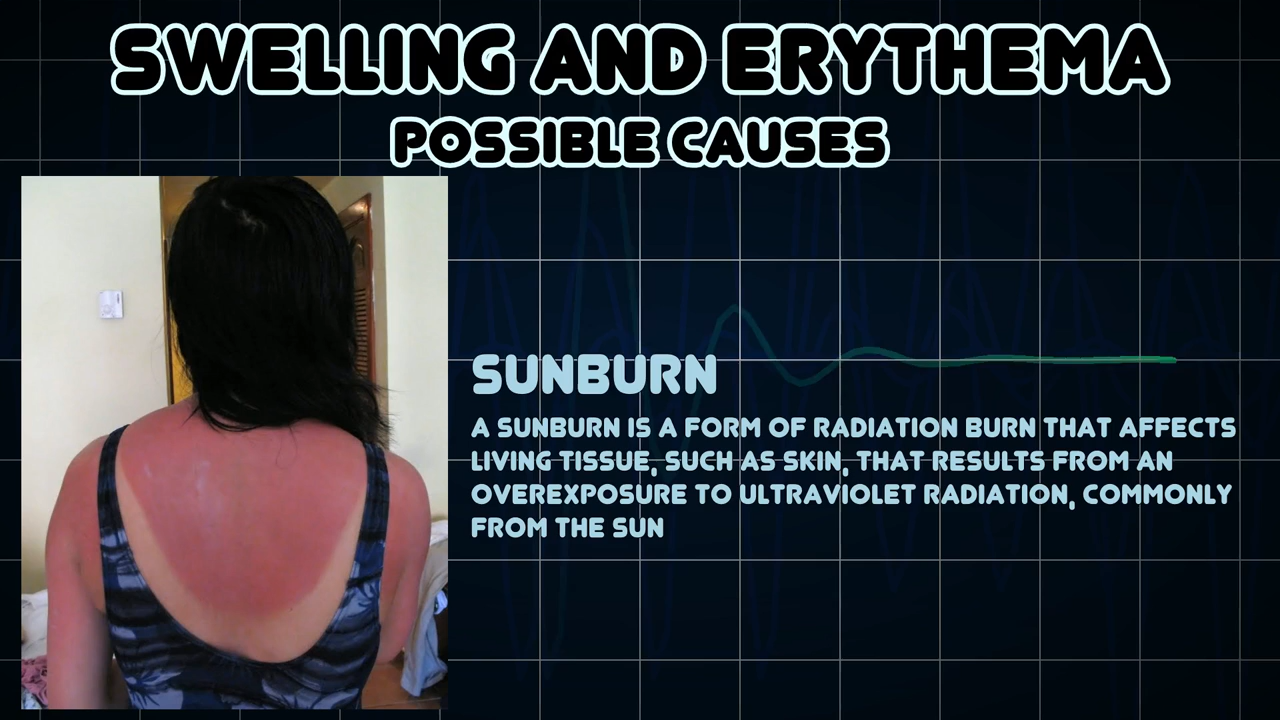 SWELLING AND ERYTHEMA
POSSIBLE CAUSES
SUNBURN
A SUNBURN IS A FORM OF RADIATION BURN THAT AFFECTS
LIVING TISSUE, SUCH AS SKIN, THAT RESULTS FROM AN
OVEREXPOSURE TO ULTRAVIOLET RADIATION, COMMONLY
FROM THE SUN